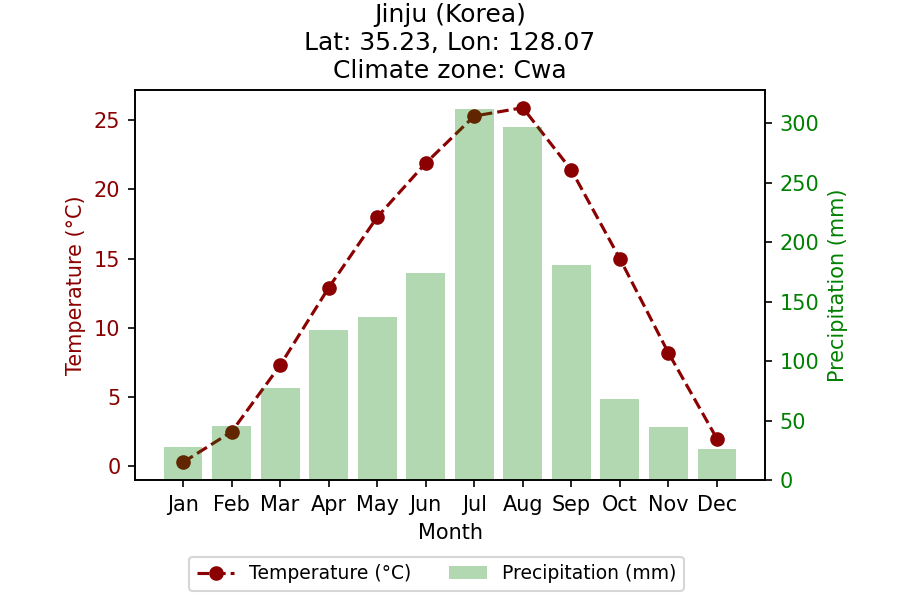 Jinju (Korea)
Lat: 35.23, Lon: 128.07
Climate zone: Cwa
Temperature (°C)
25
20
15
10
5
0
Precipitation (mm)
300
250
200
150
100
50
0
Jan Feb Mar Apr May Jun Jul Aug Sep Oct Nov Dec
Month
Temperature (°C) Precipitation (mm)